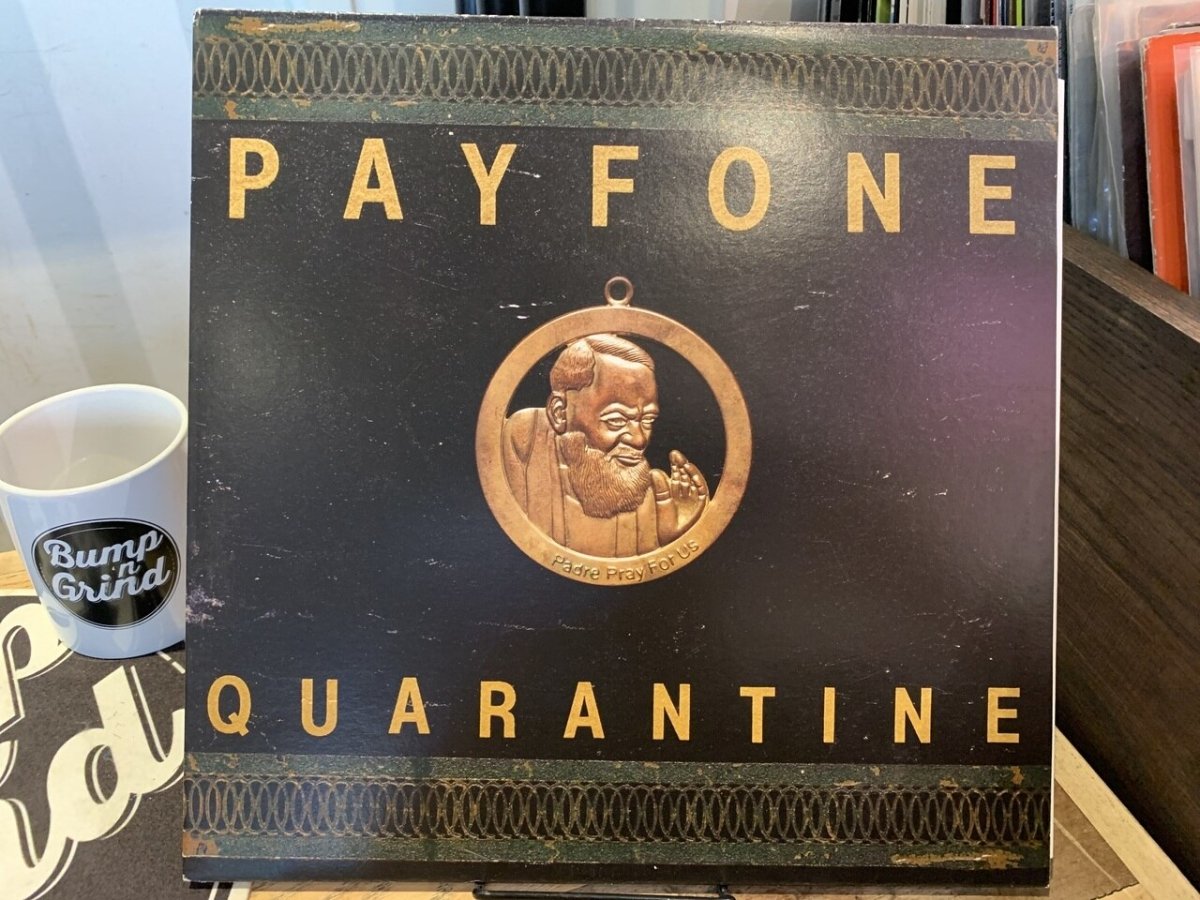 PAYFONE
Padre Pray For Us
QUARANTINE
Bump
'n'
Grind